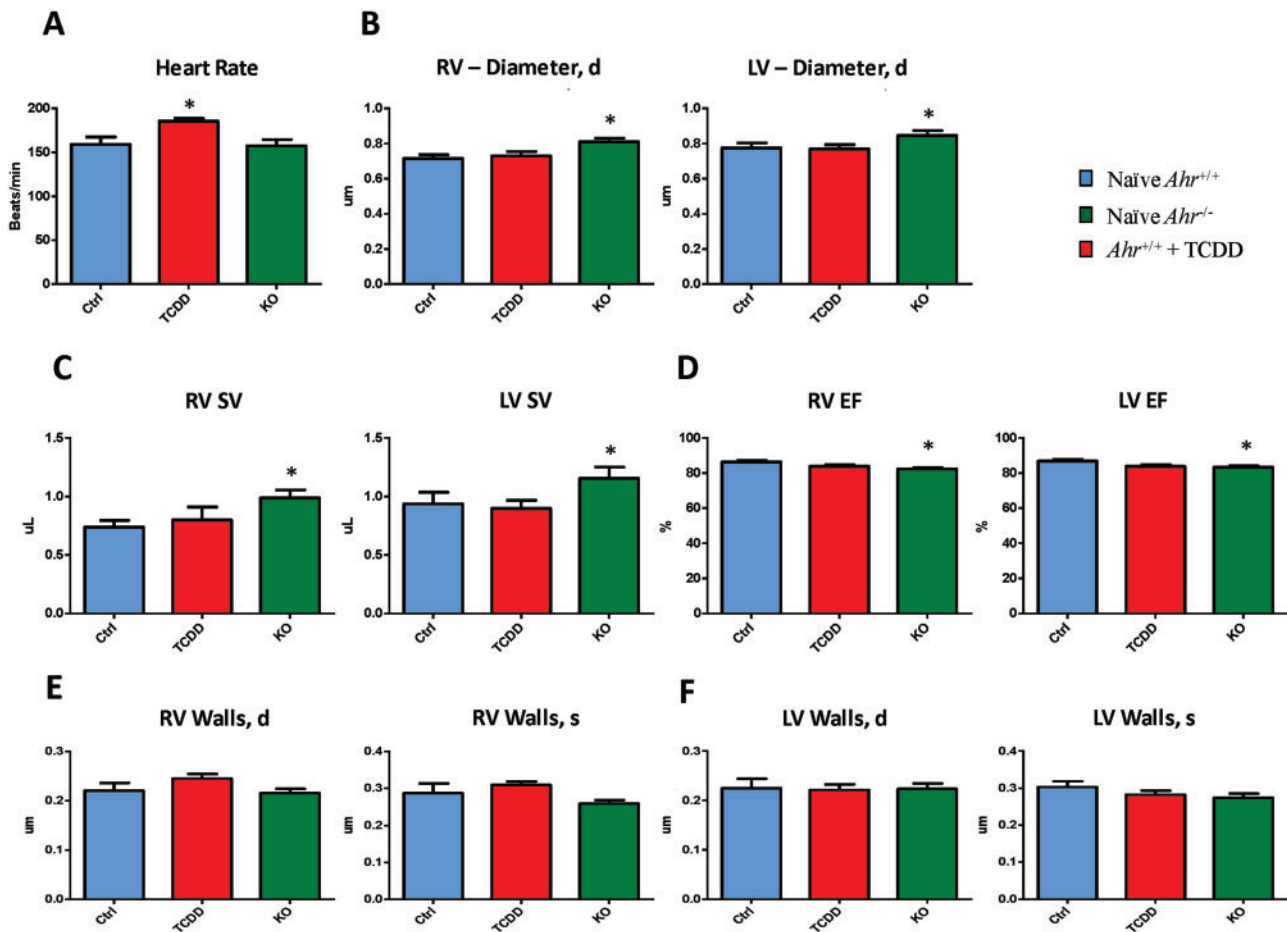 A
Heart Rate
*
200
150
100
50
0
Beats/min
Ctrl
TCDD
KO
B
RV – Diameter, d
*
1.0
0.8
0.6
0.4
0.2
0.0
um
Ctrl
TCDD
KO
LV – Diameter, d
*
1.0
0.8
0.6
0.4
0.2
0.0
um
Ctrl
TCDD
KO
Naïve Ahr+/+
Naïve Ahr-/-
Ahr+/+ + TCDD
C
RV SV
*
1.5
1.0
0.5
0.0
uL
Ctrl
TCDD
KO
LV SV
*
1.5
1.0
0.5
0.0
uL
Ctrl
TCDD
KO
D
RV EF
*
100
80
60
40
20
0
%
Ctrl
TCDD
KO
LV EF
*
100
80
60
40
20
0
%
Ctrl
TCDD
KO
E
RV Walls, d
0.3
0.2
0.1
0.0
um
Ctrl
TCDD
KO
RV Walls, s
0.4
0.3
0.2
0.1
0.0
um
Ctrl
TCDD
KO
F
LV Walls, d
0.3
0.2
0.1
0.0
um
Ctrl
TCDD
KO
LV Walls, s
0.4
0.3
0.2
0.1
0.0
um
Ctrl
TCDD
KO